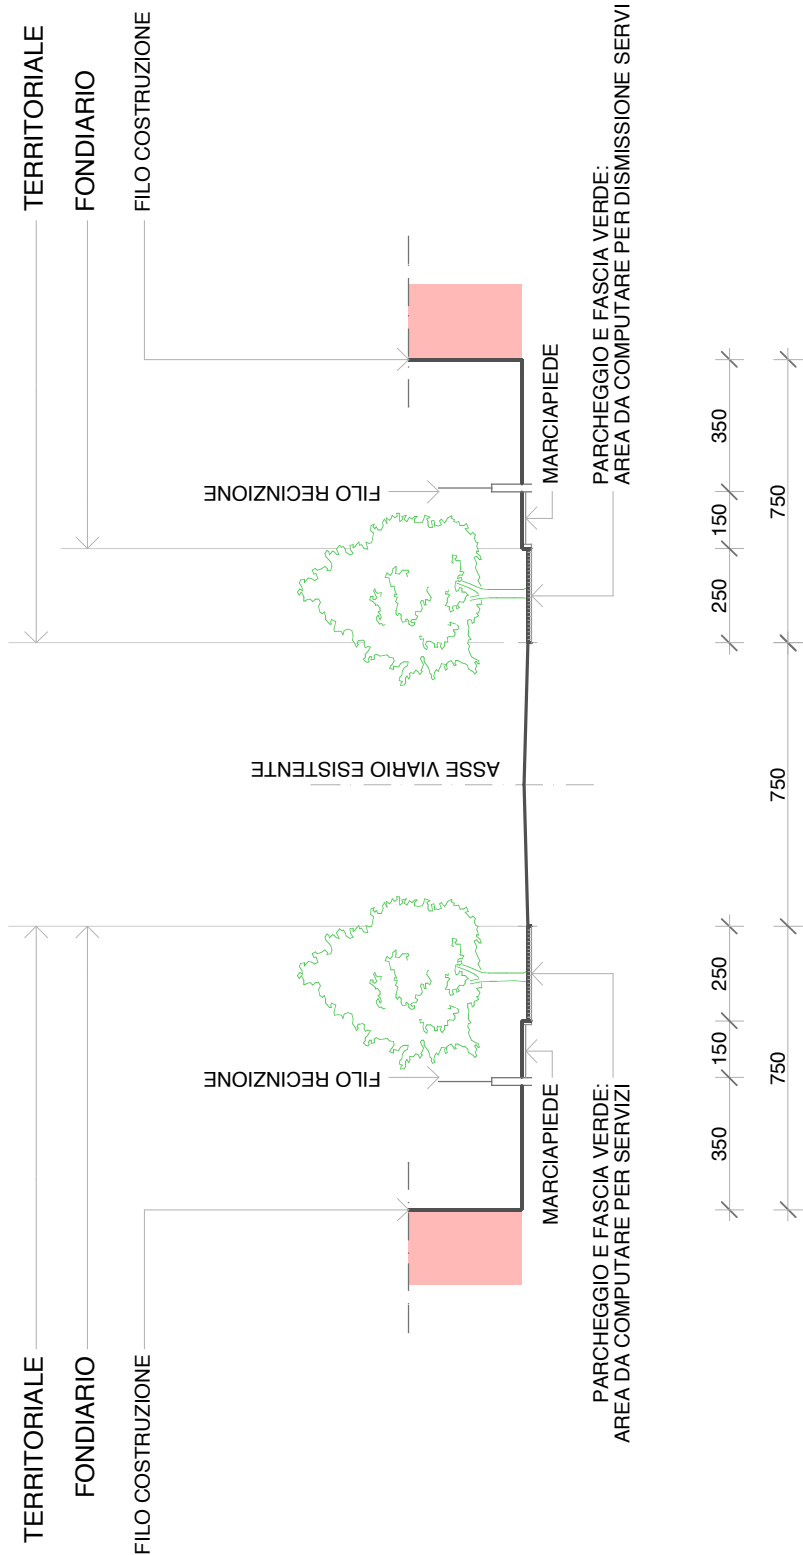 TERRITORIALE
TERRITORIALE
FONDIARIO
FONDIARIO
FILO COSTRUZIONE
FILO COSTRUZIONE
FILO RECINZIONE
ASSE VIARIO ESISTENTE
FILO RECINZIONE
MARCIAPIEDE
MARCIAPIEDE
PARCHEGGIO E FASCIA VERDE:
AREA DA COMPUTARE PER SERVIZI
PARCHEGGIO E FASCIA VERDE:
AREA DA COMPUTARE PER DISMISSIONE SERVI
350
150
250
250
150
350
750
750
750